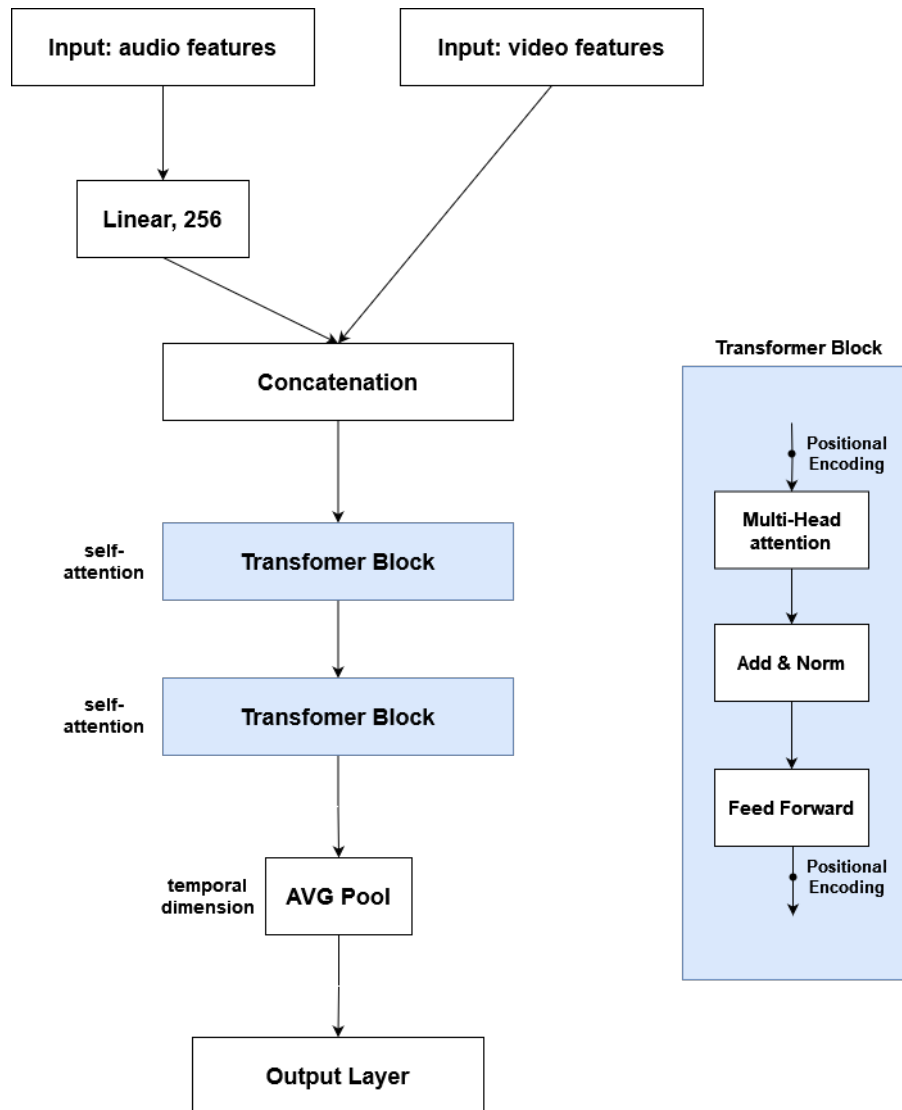 Input: audio features
Input: video features
Linear, 256
Concatenation
self-
attention
Transfomer Block
self-
attention
Transfomer Block
temporal
dimension
AVG Pool
Output Layer
Transformer Block
Positional
Encoding
Multi-Head
attention
Add & Norm
Feed Forward
Positional
Encoding